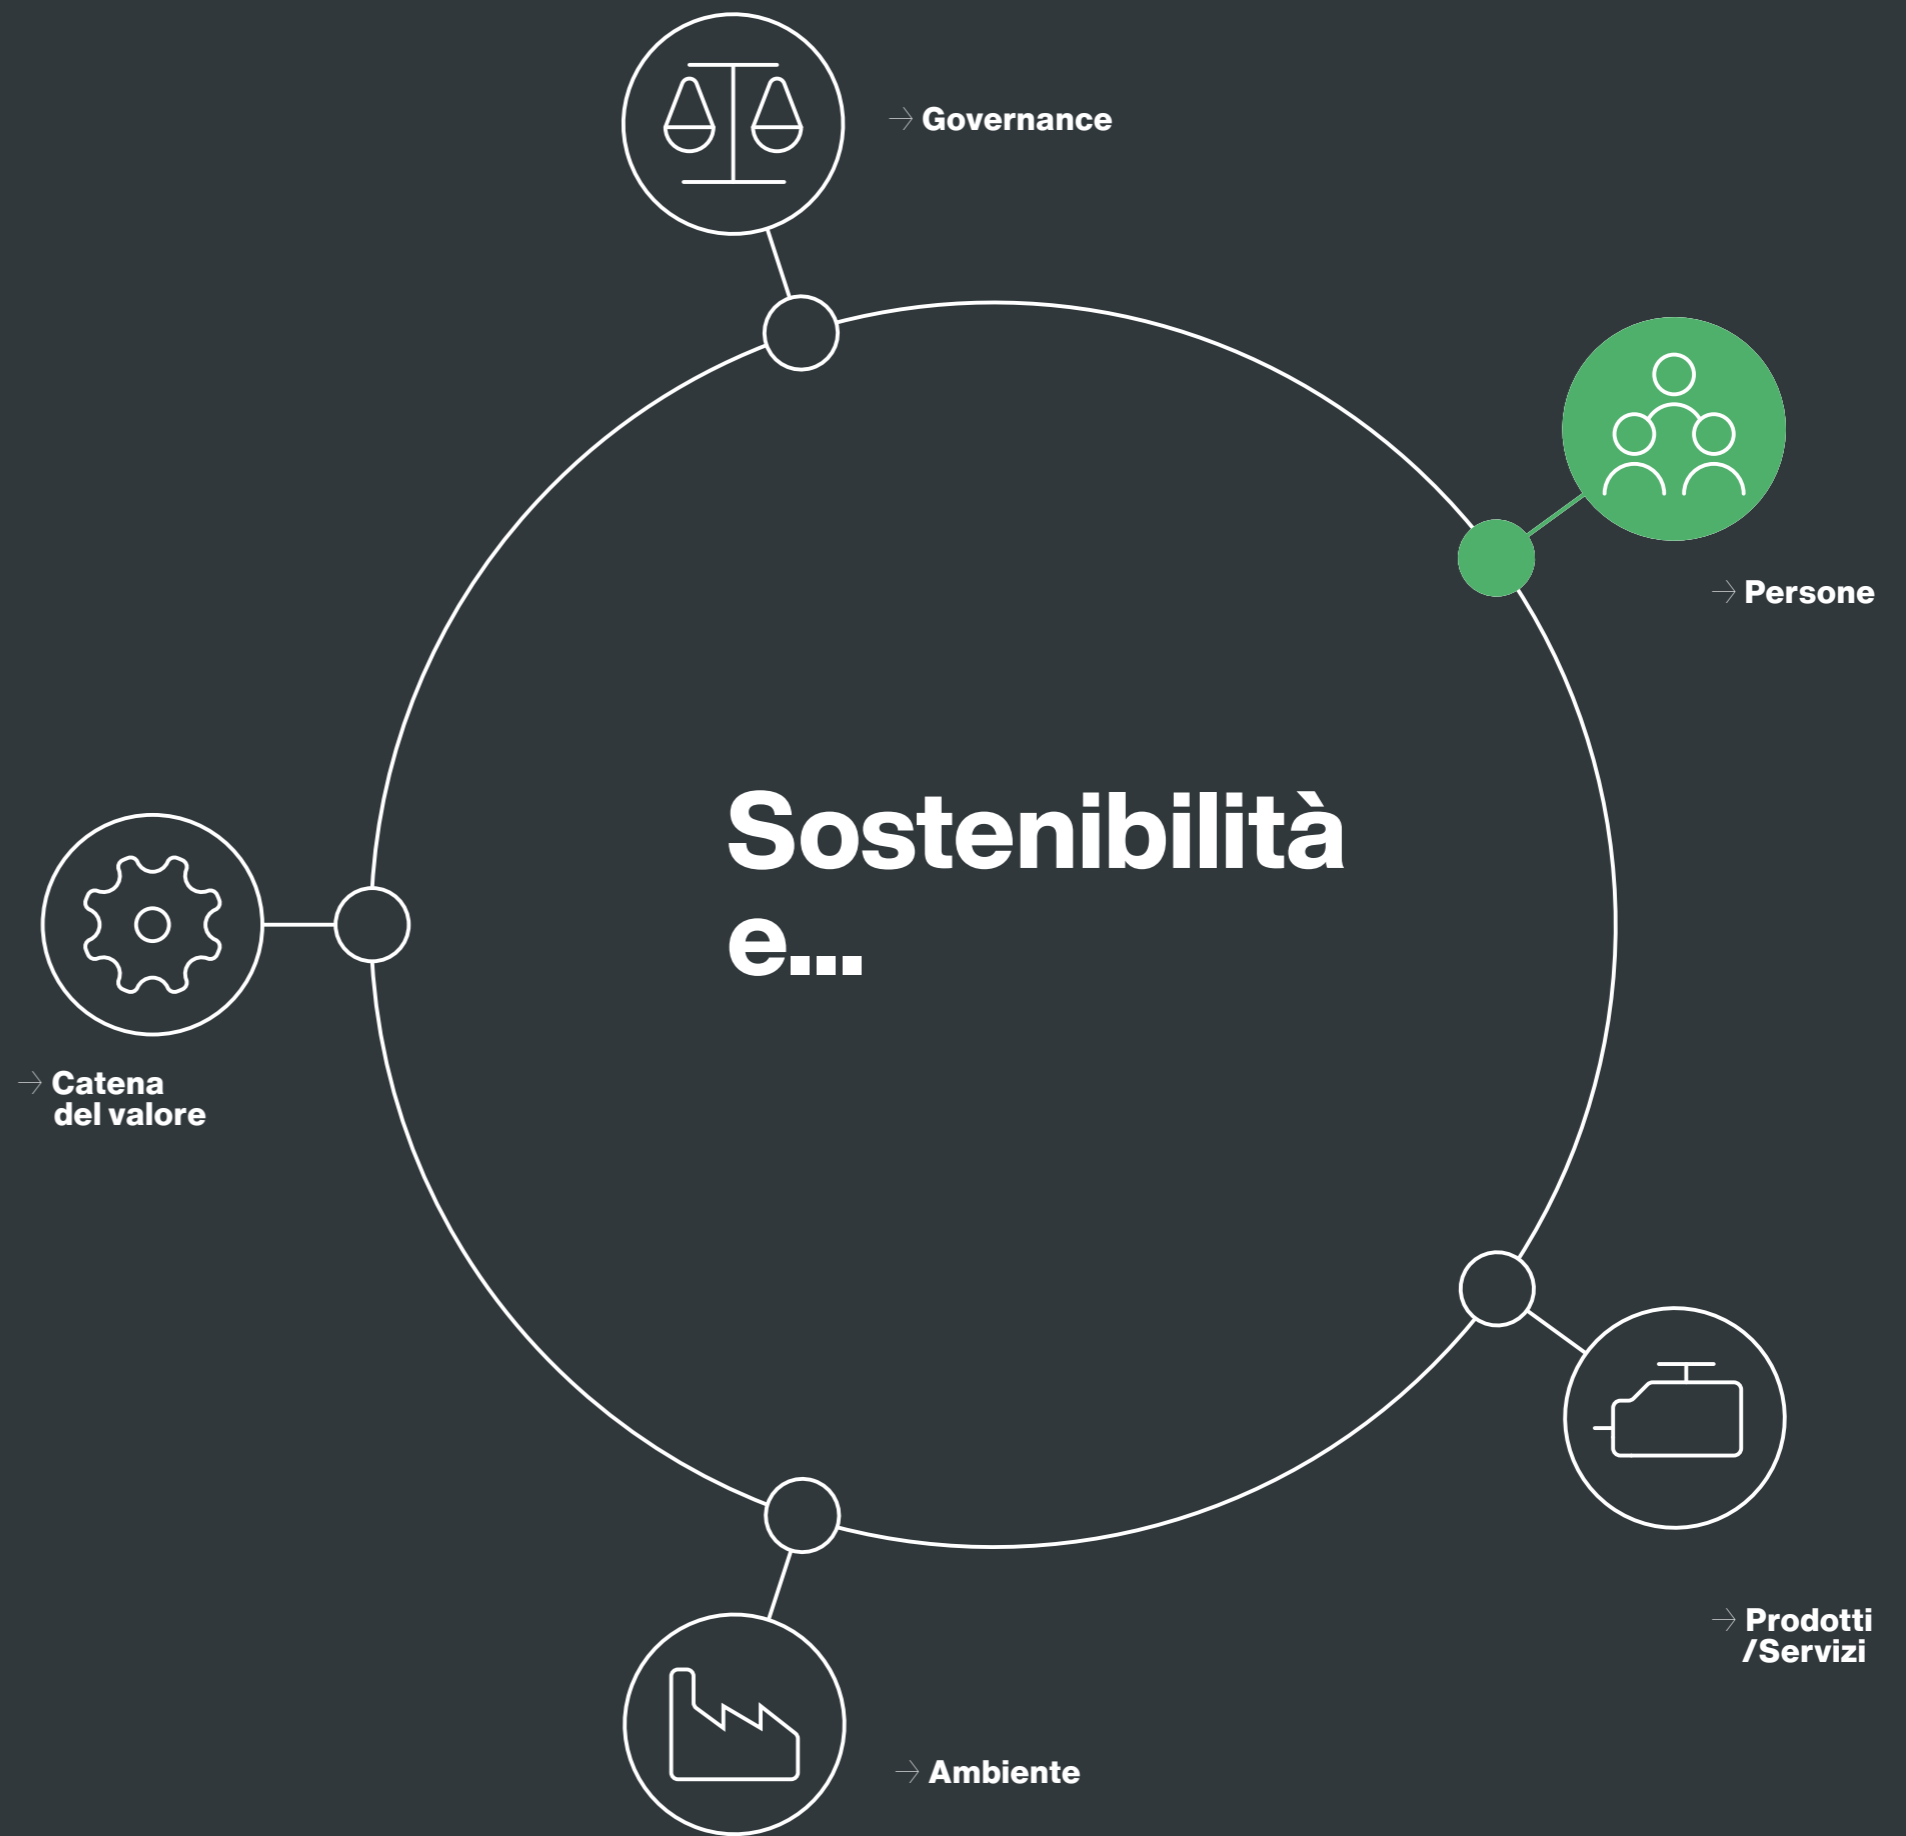 → Governance
→ Persone
Sostenibilità
e...
→ Catena
del valore
→ Prodotti
/Servizi
→ Ambiente